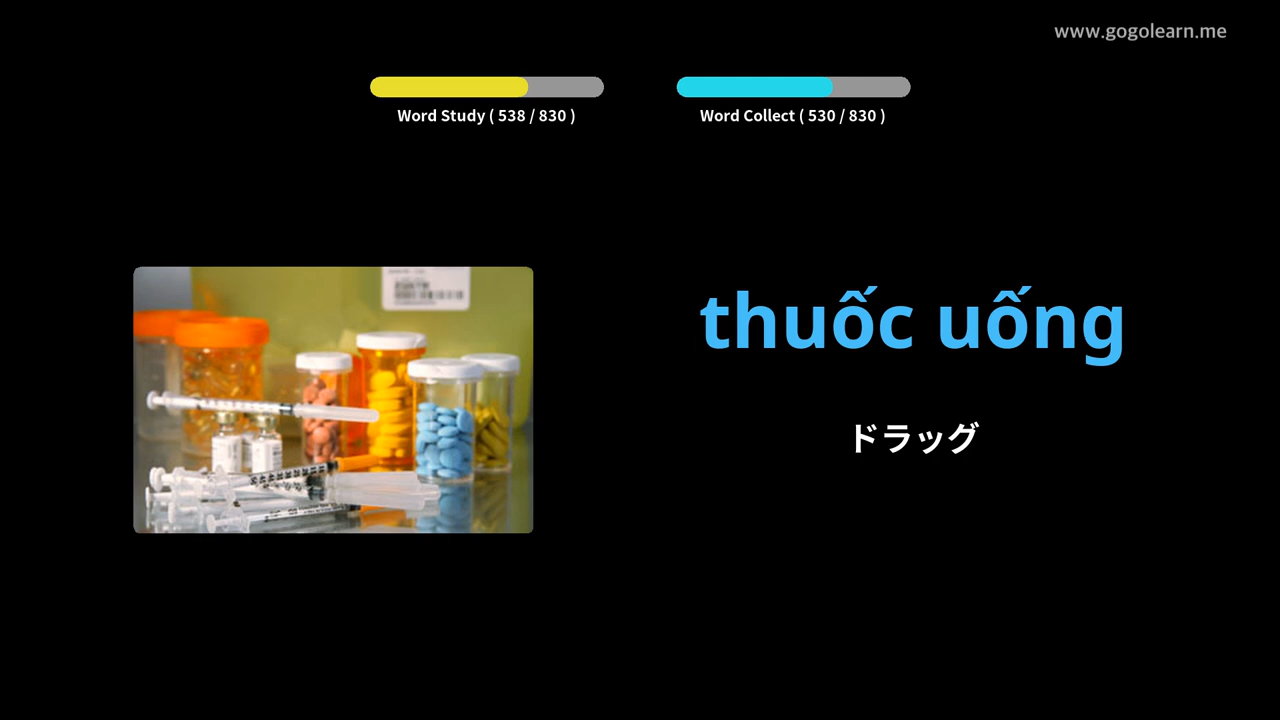 www.gogolearn.me
Word Study ( 538 / 830 )
Word Collect ( 530 / 830 )
thuốc uống
ドラッグ